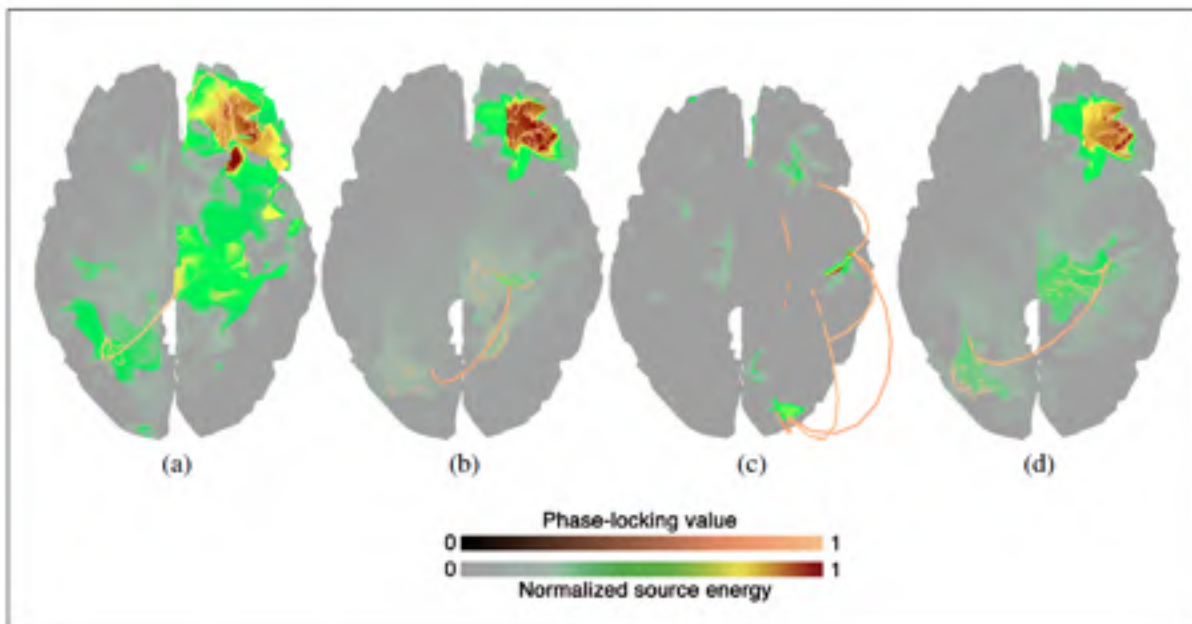 (a) (b) (c) (d)
Phase-locking value
0 1
0 1
Normalized source energy